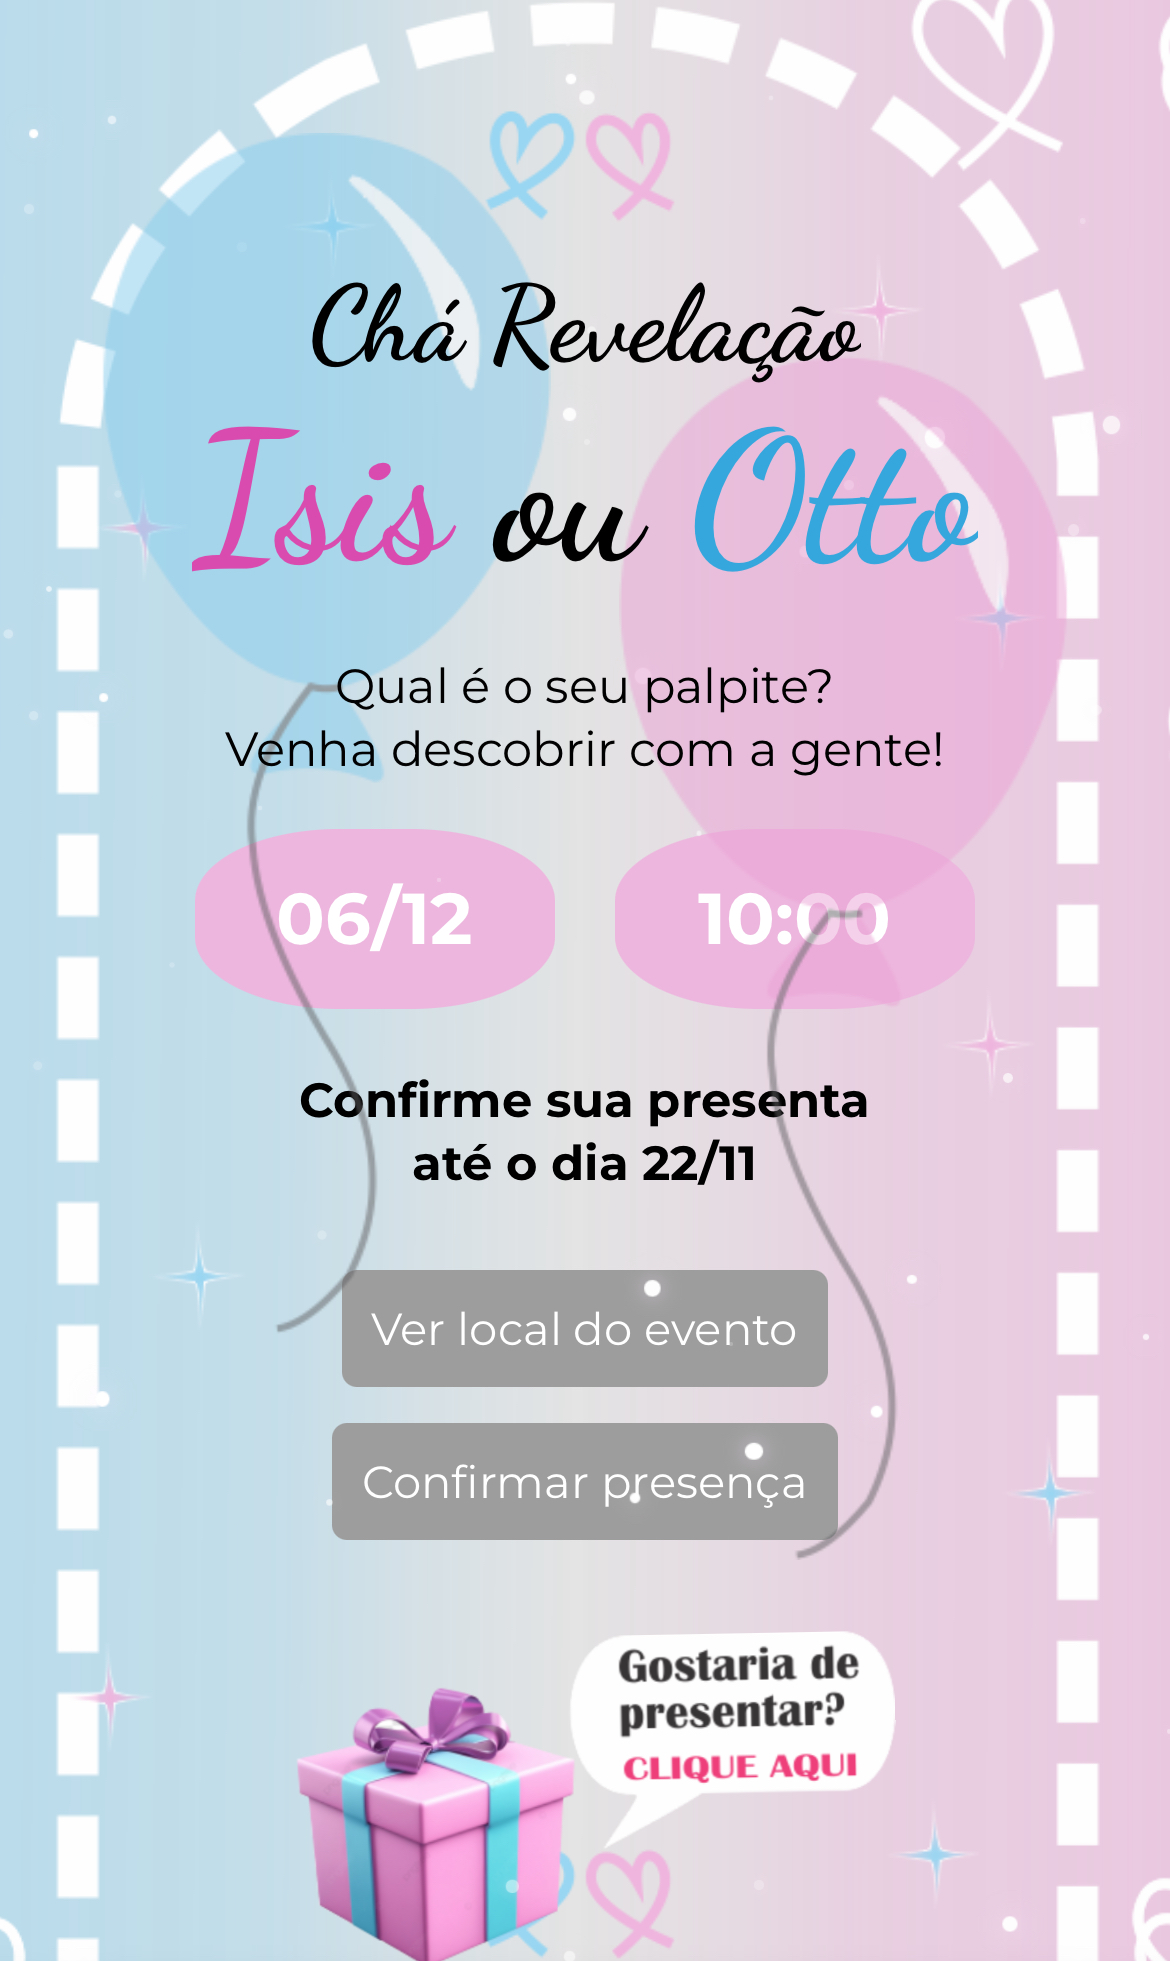 Chá Revelação
Isis ou Otto
Qual é o seu palpite?
Venha descobrir com a gente!
06/12 10:00
Confirme sua presenta
até o dia 22/11
Ver local do evento
Confirmar presença
Gostaria de
presentar?
CLIQUE AQUI